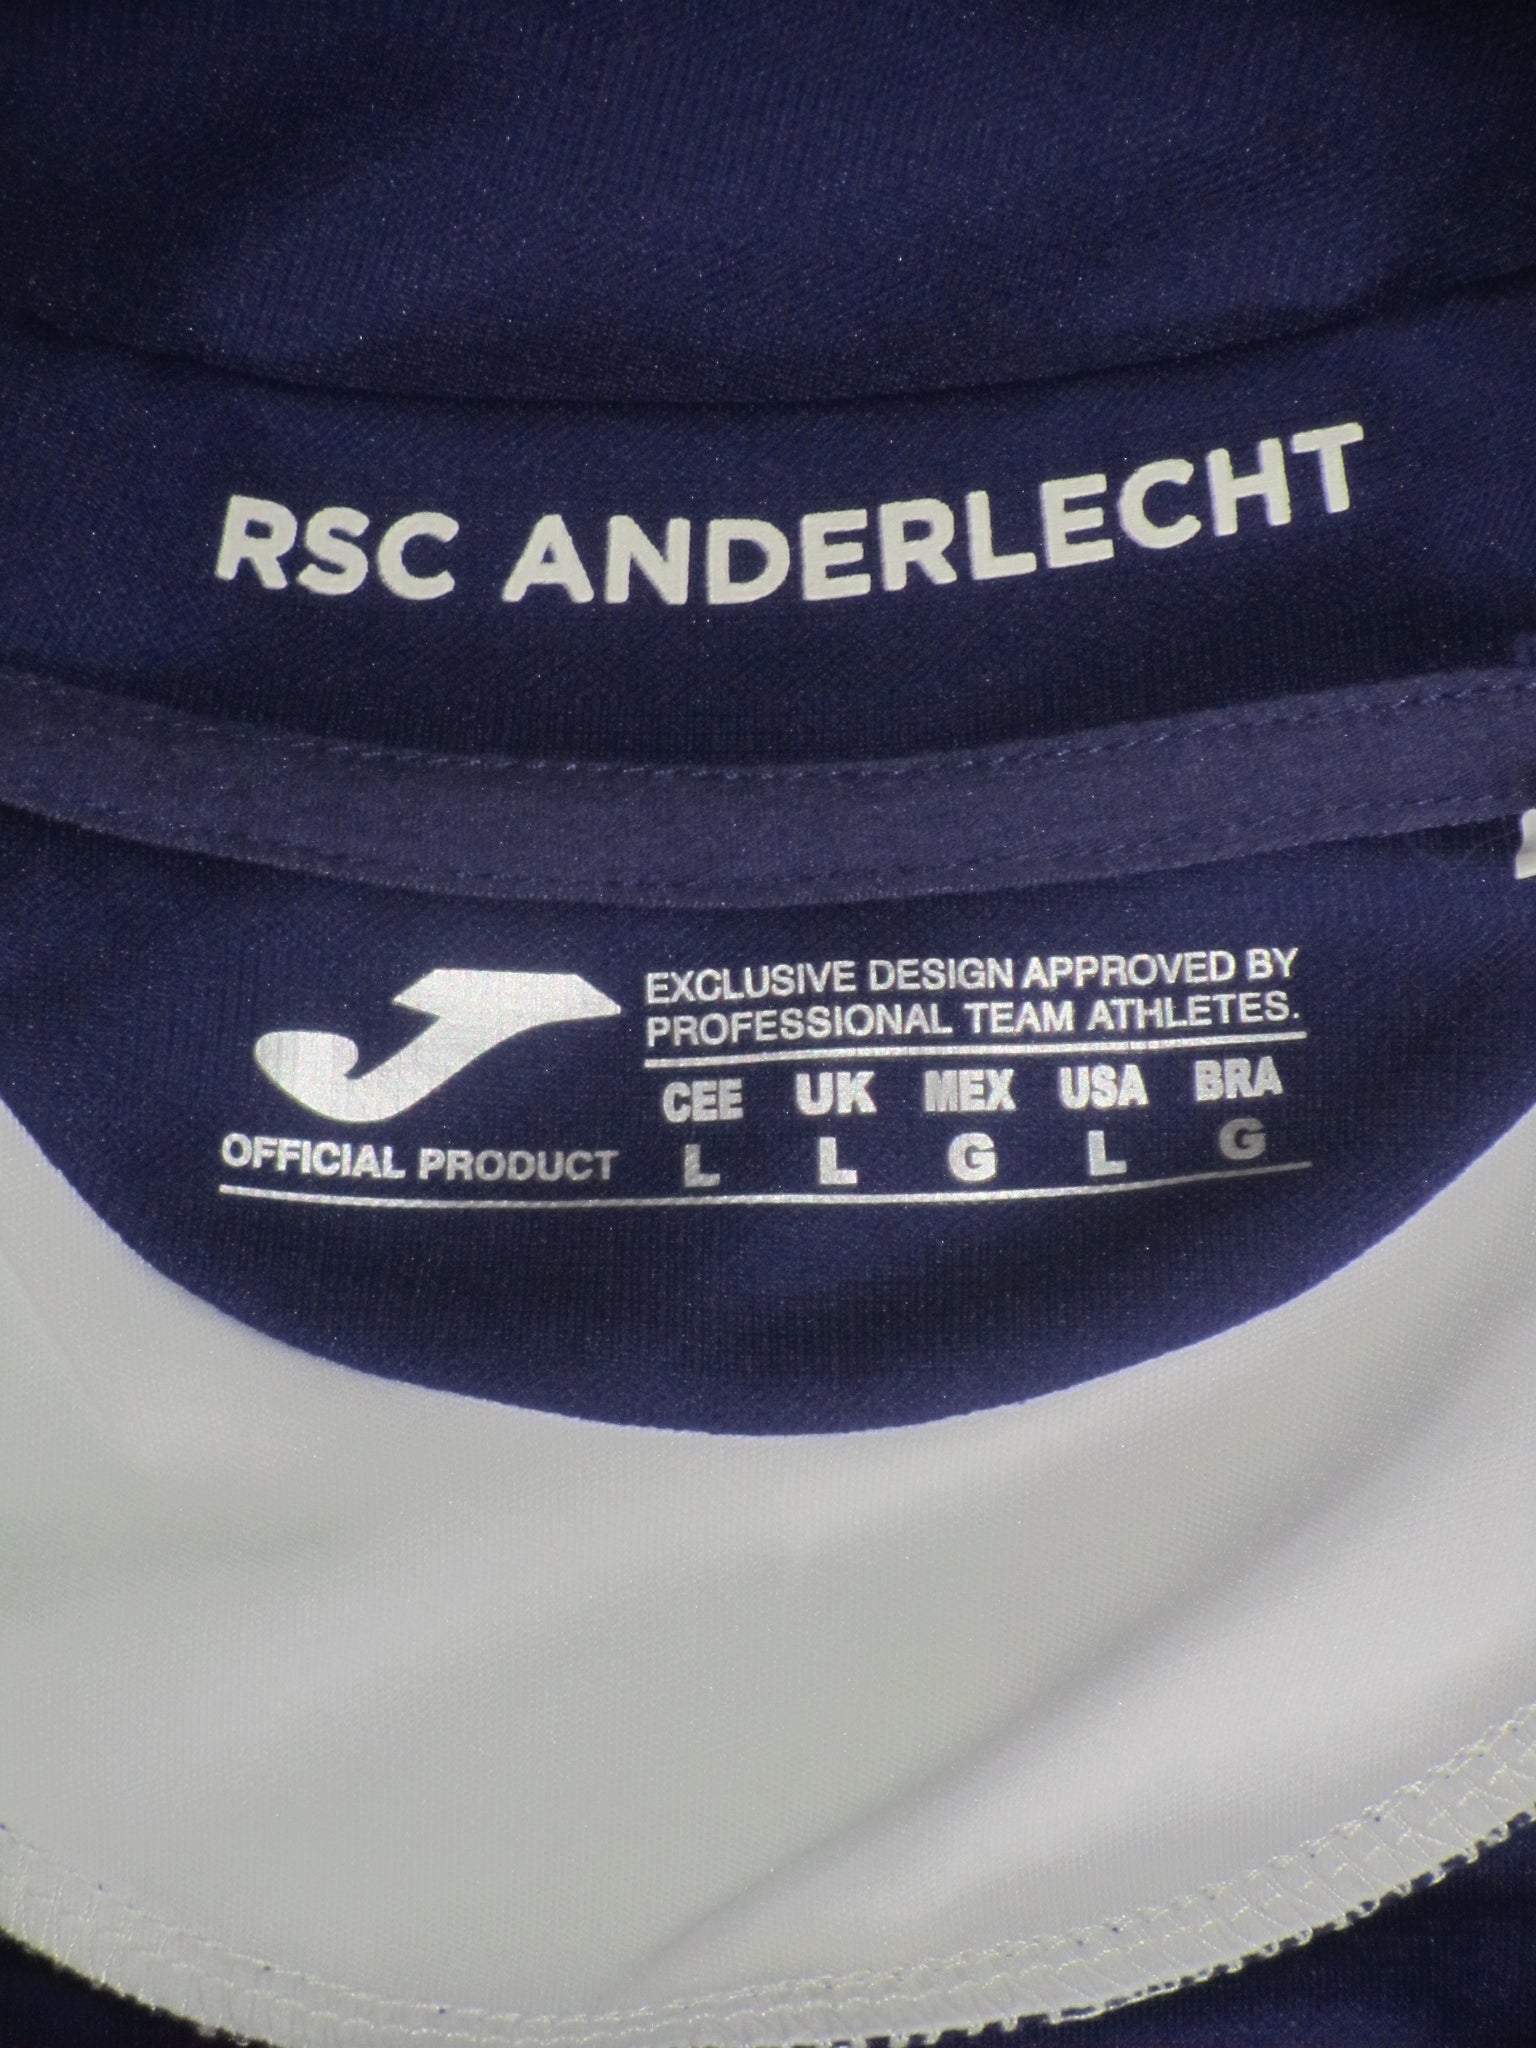 RSC ANDERLECHT
EXCLUSIVE DESIGN APPROVED BY
PROFESSIONAL TEAM ATHLETES.
CEE UK MEX USA BRA
L L G L G
OFFICIAL PRODUCT